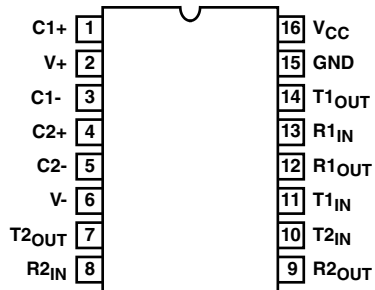 C1+ 1 16 VCC
V+ 2 15 GND
C1- 3 14 T1OUT
C2+ 4 13 R1IN
C2- 5 12 R1OUT
V- 6 11 T1IN
T2OUT 7 10 T2IN
R2IN 8 9 R2OUT